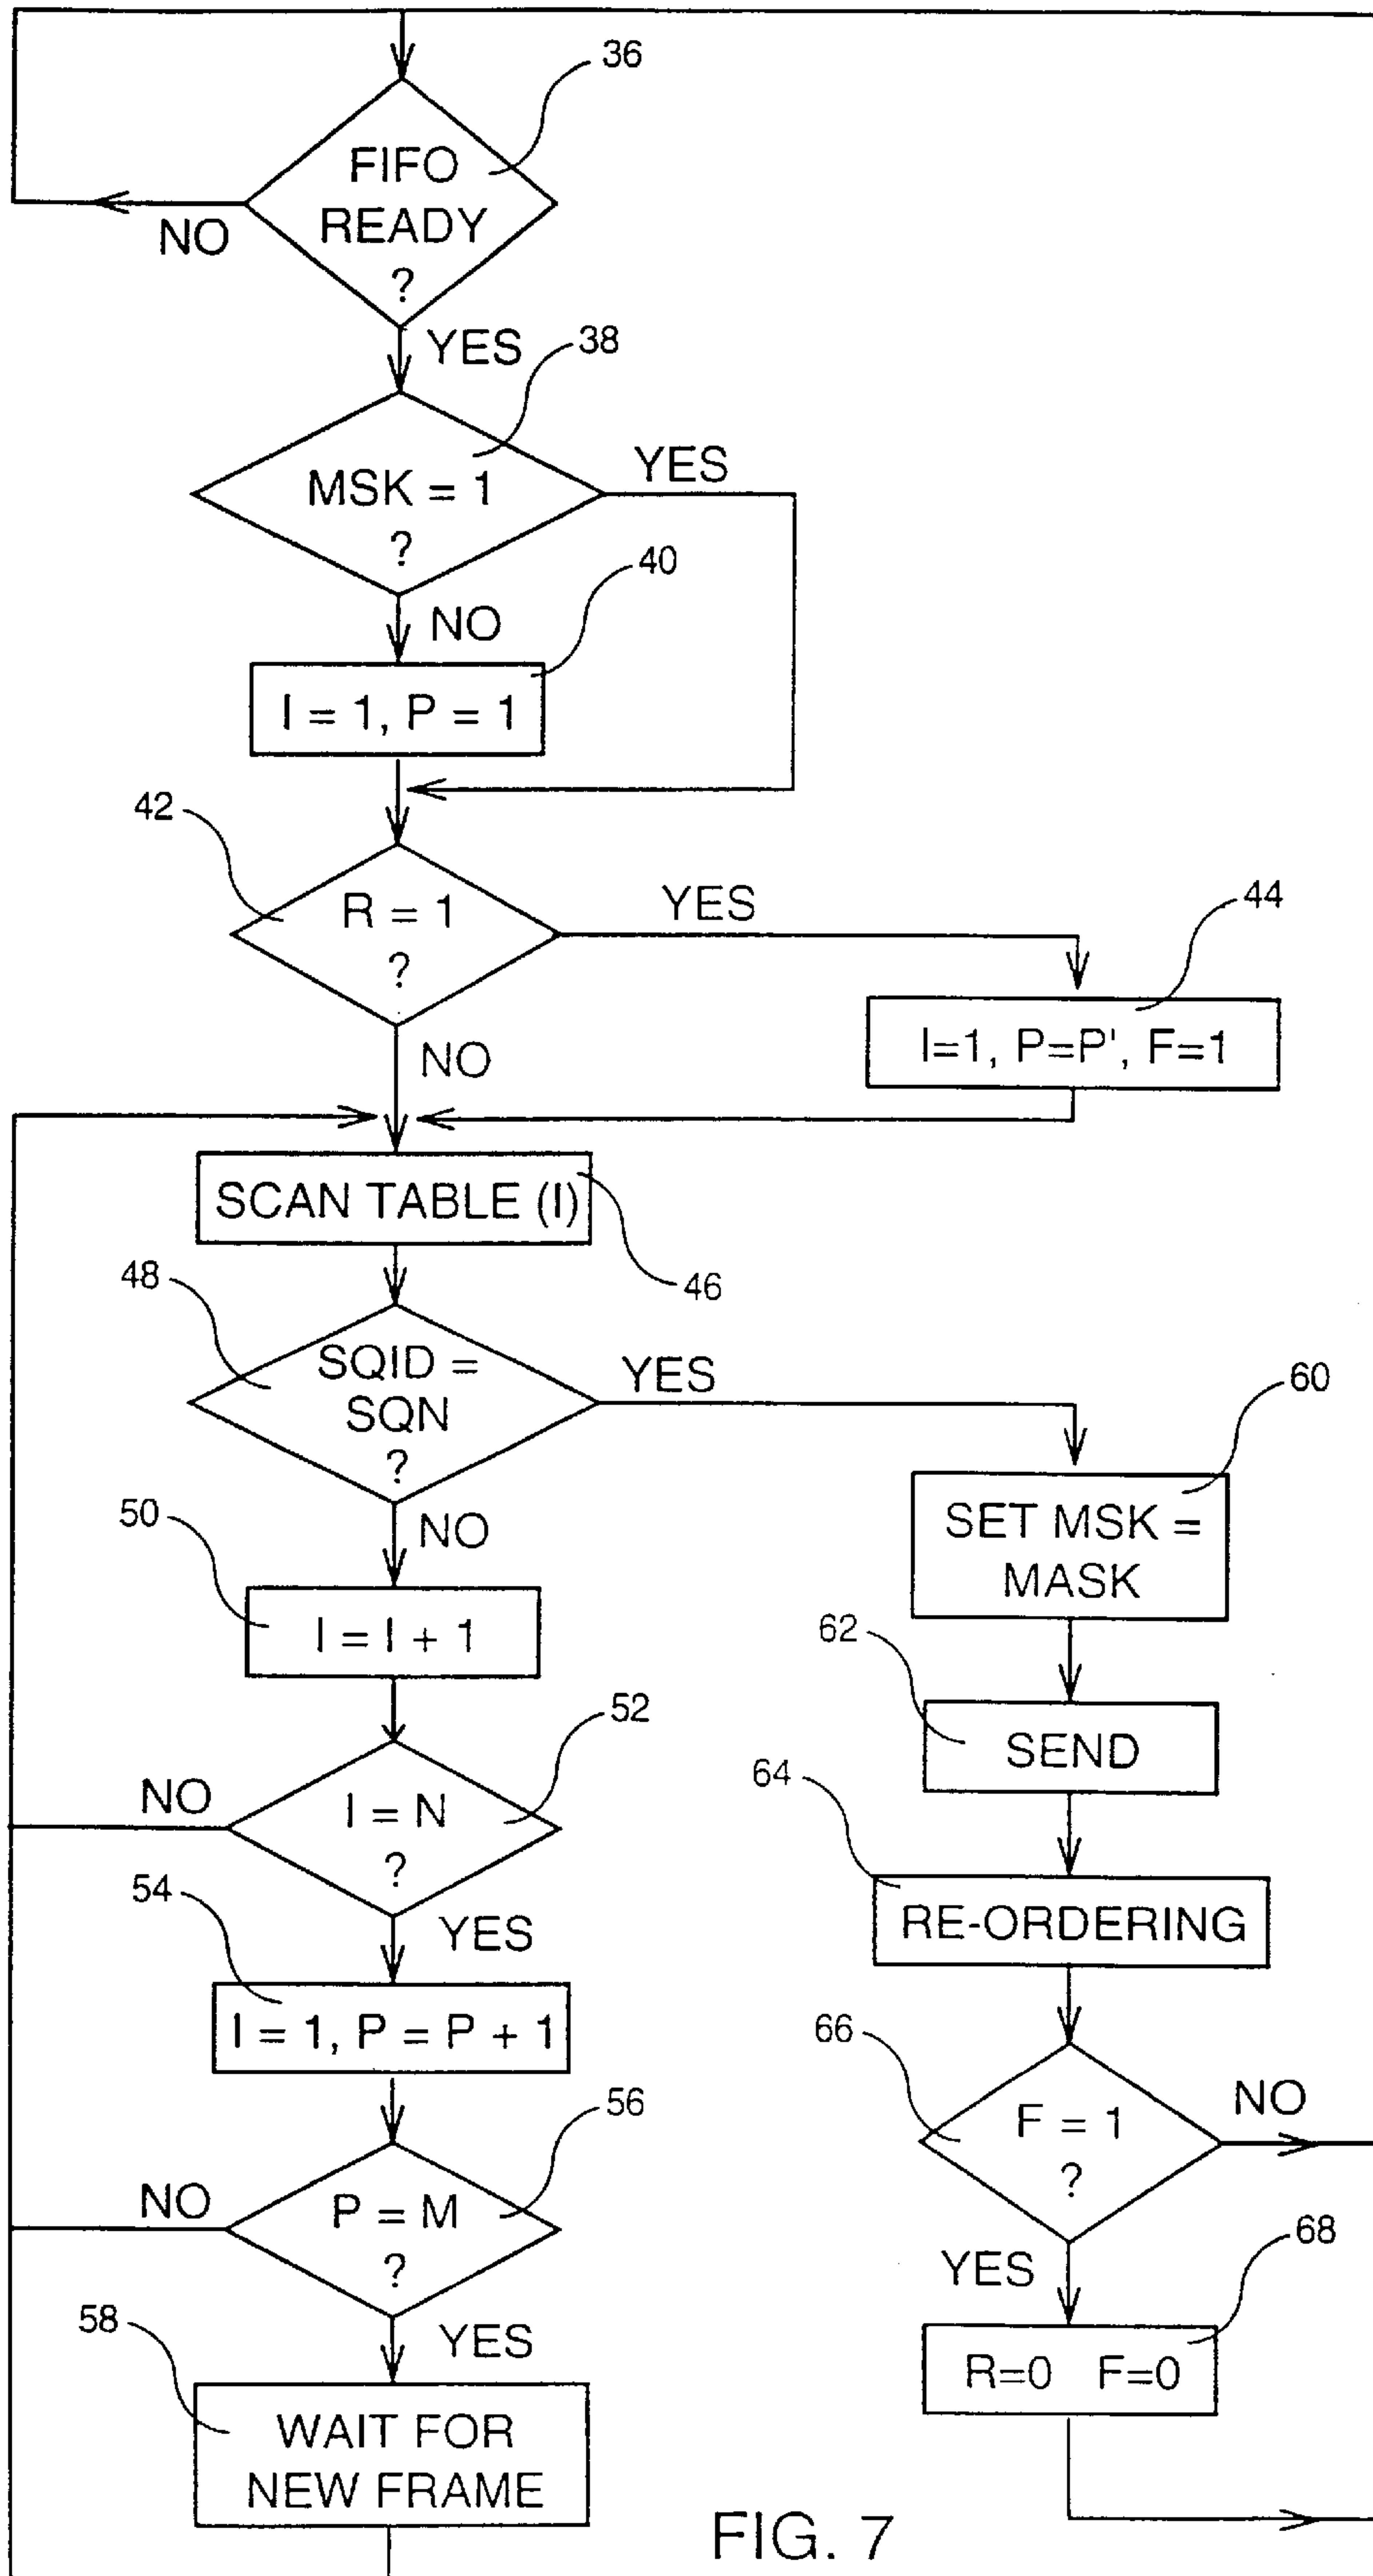 36
FIFO
READY
?
NO
YES
38
MSK = 1
?
YES
NO
40
I = 1, P = 1
42
R = 1
?
YES
44
I=1, P=P', F=1
NO
SCAN TABLE (I)
46
48
SQID =
SQN
?
YES
60
SET MSK =
MASK
NO
50
I = I + 1
62
SEND
52
NO
I = N
?
64
RE-ORDERING
54
YES
I = 1, P = P + 1
66
F = 1
?
NO
56
NO
P = M
?
YES
68
R=0 F=0
58
YES
WAIT FOR
NEW FRAME
FIG. 7